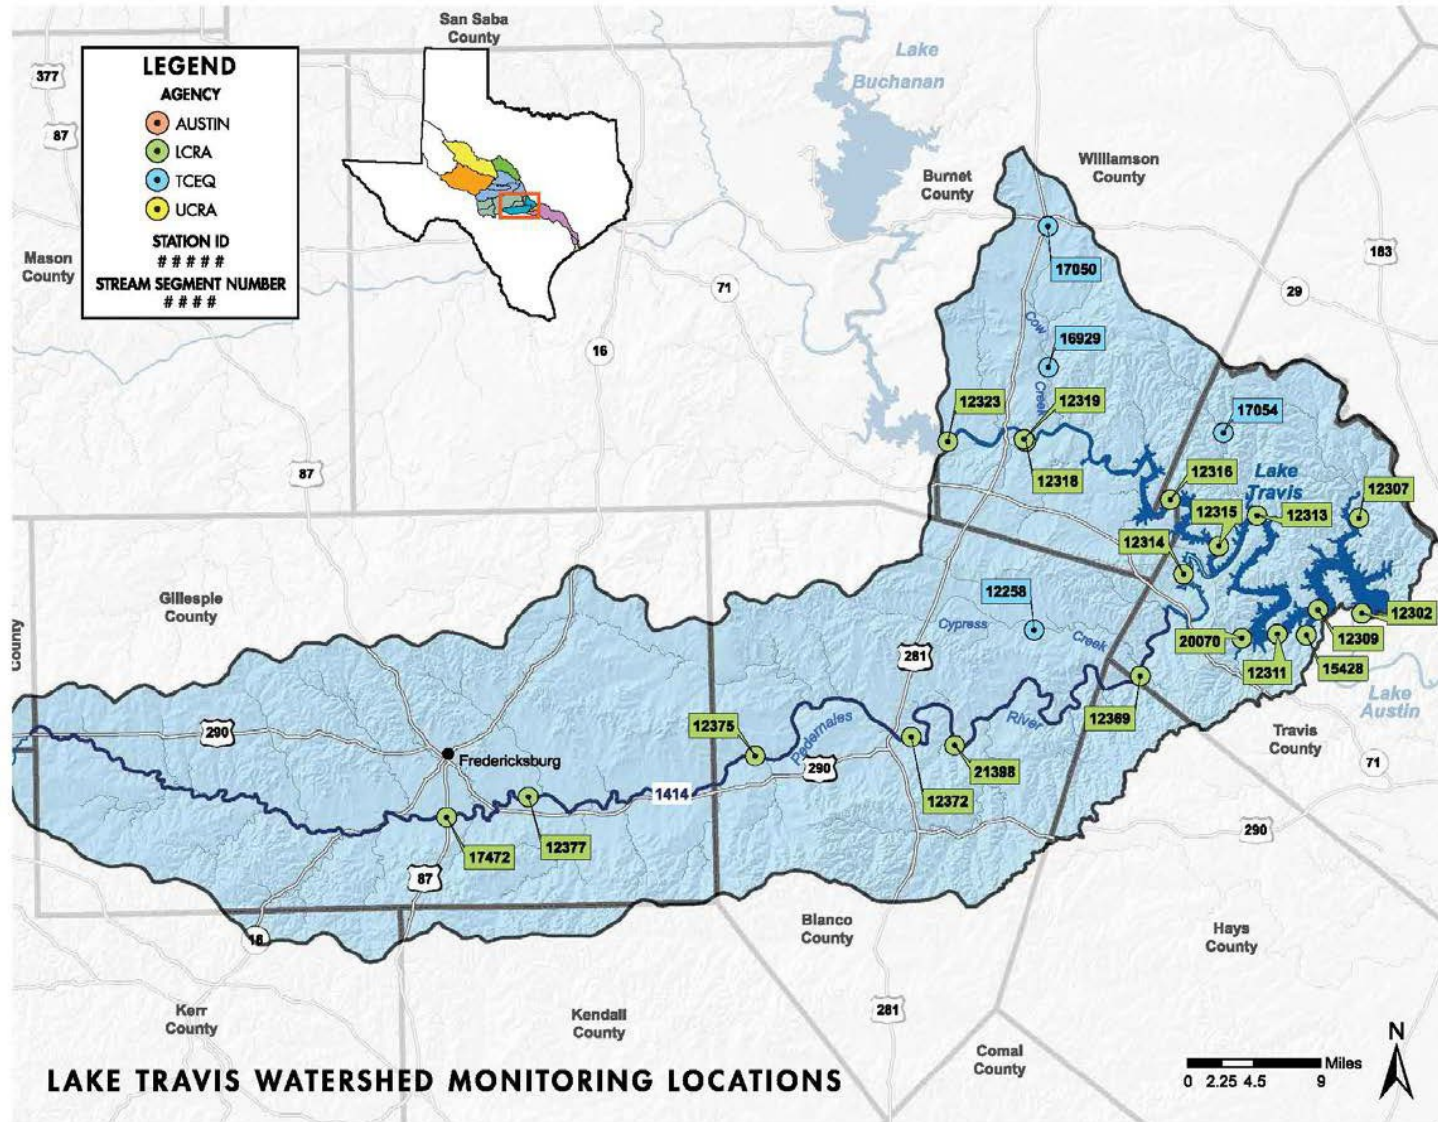 San Saba
County
LEGEND
AGENCY
AUSTIN
LCRA
TCEQ
UCRA
STATION ID
# # # # #
STREAM SEGMENT NUMBER
# # # #
377
87
Mason
County
Lake
Buchanan
Burnet
County
Williamson
County
183
29
71
16
87
17050
Cow
Creek
16929
12323
12319
12318
17054
12316
Lake
Travis
12307
12315
12313
12314
12258
Cypress
Creek
281
20070
12311
15428
12309
12302
Lake
Austin
12369
Travis
County
71
290
Gillespie
County
County
290
Fredericksburg
12375
Pedernales
River
290
1414
21398
12372
12377
17472
87
16
Blanco
County
Hays
County
Kerr
County
Kendall
County
281
Comal
County
N
Miles
0 2.25 4.5 9
LAKE TRAVIS WATERSHED MONITORING LOCATIONS